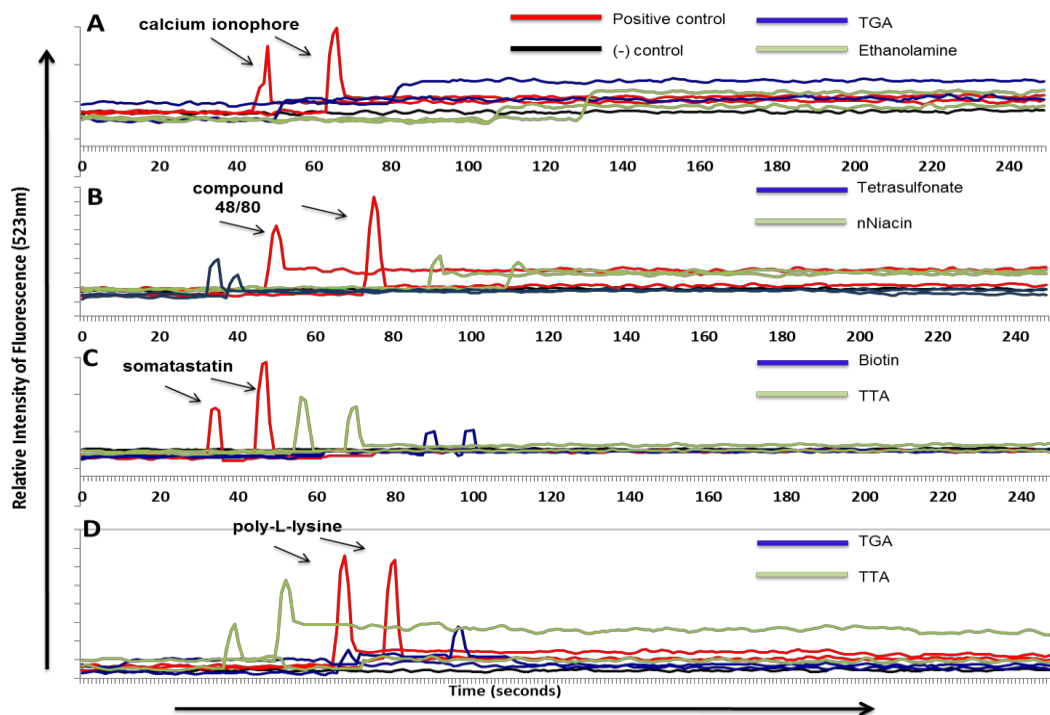 A
calcium ionophore
Positive control
TGA
(-) control
Ethanolamine
0 20 40 60 80 100 120 140 160 180 200 220 240
B
compound
48/80
Tetrasulfonate
nNiacin
0 20 40 60 80 100 120 140 160 180 200 220 240
C
somatastatin
Biotin
TTA
0 20 40 60 80 100 120 140 160 180 200 220 240
D
poly-L-lysine
TGA
TTA
Time (seconds)
Relative Intensity of Fluorescence (523nm)